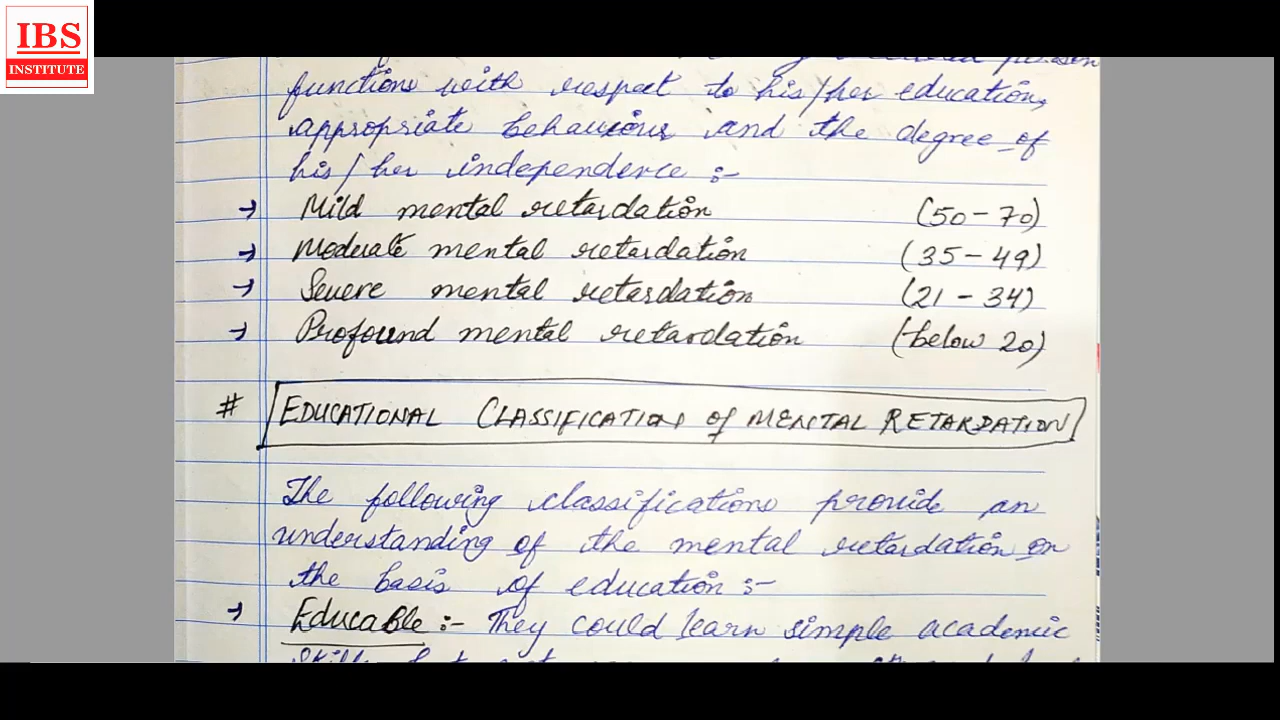 IBS
INSTITUTE
person
functions with respect to his/her education,
appropriate behaviour and the degree of
his/her independence :-
→ Mild mental retardation (50-70)
→ Moderate mental retardation (35-49)
→ Severe mental retardation (21-34)
→ Profound mental retardation (below 20)
# EDUCATIONAL CLASSIFICATION OF MENTAL RETARDATION
The following classifications provide an
understanding of the mental retardation on
the basis of education :-
→ Educable :- They could learn simple academic